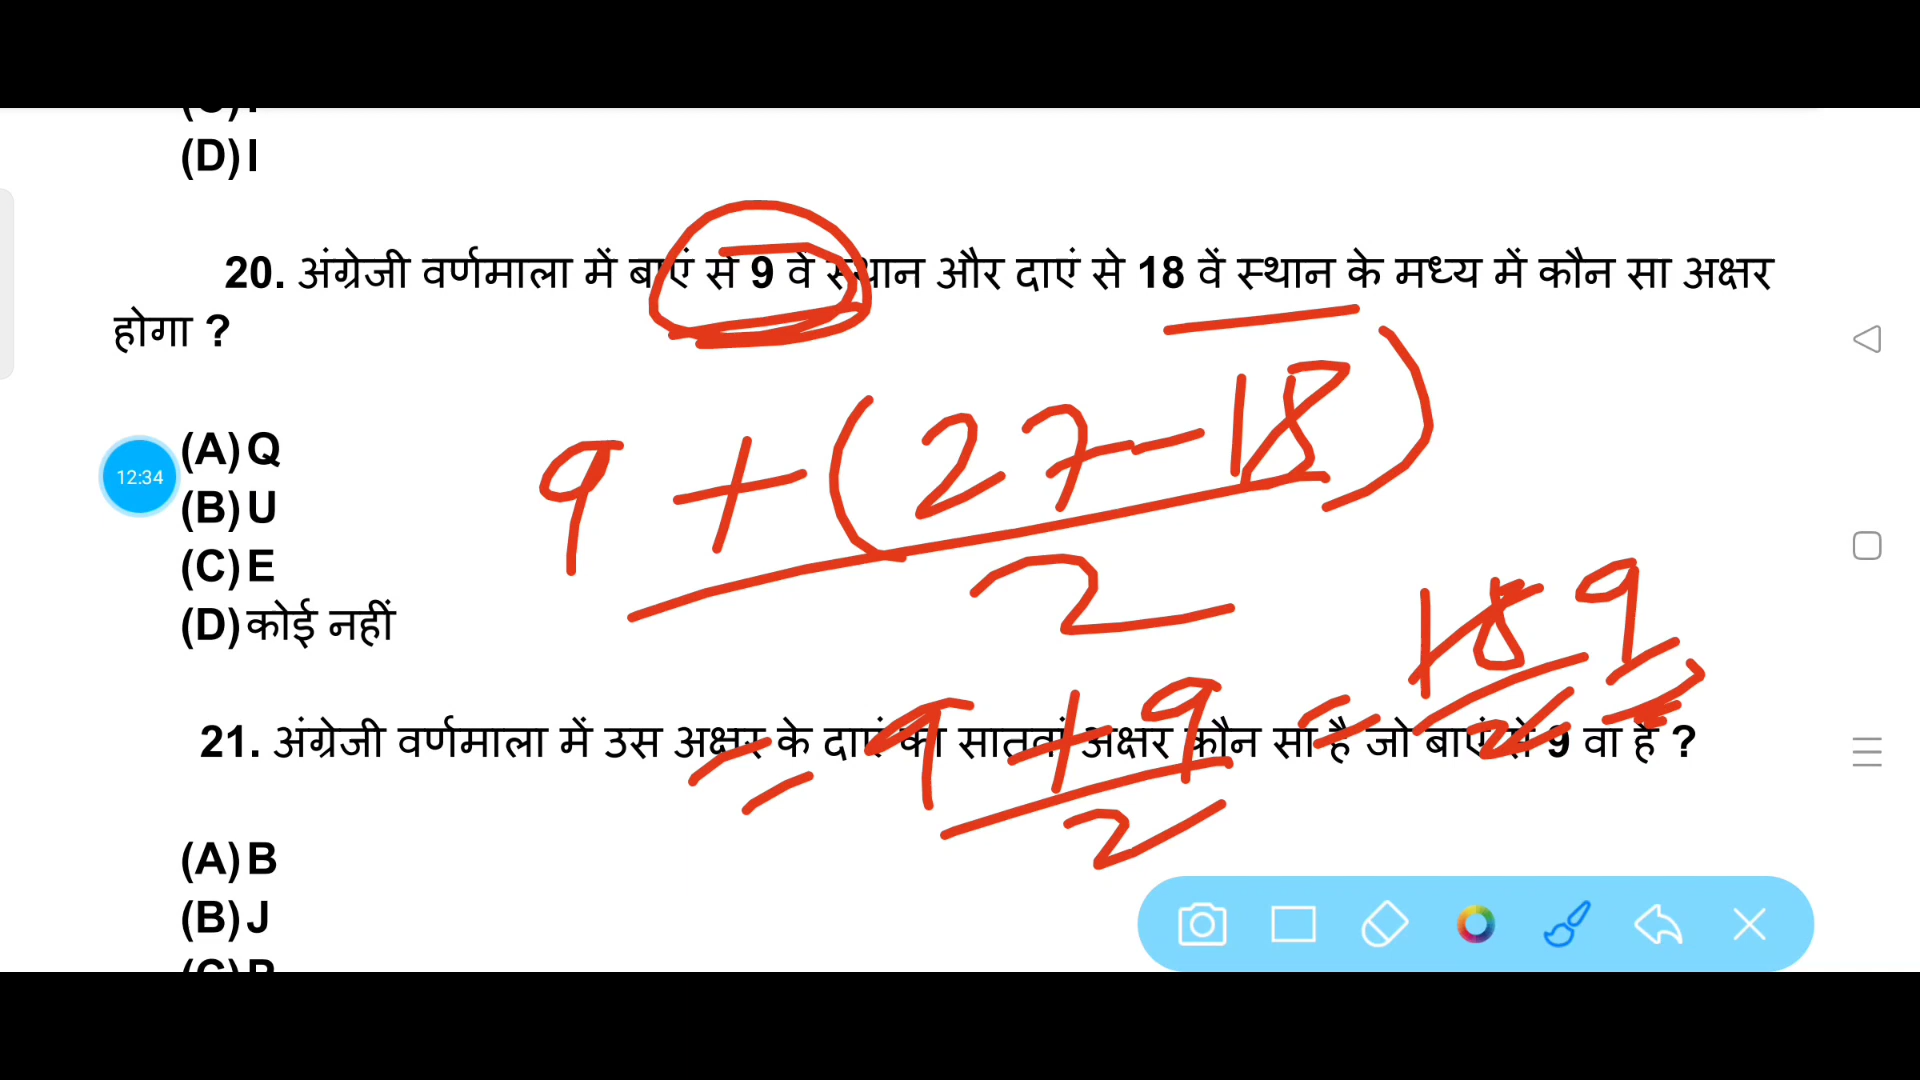 (D) I
20. अंग्रेजी वर्णमाला में बाएं से 9 वे स्थान और दाएं से 18 वें स्थान के मध्य में कौन सा अक्षर
होगा ?
(A) Q
12:34
(B) U
(C) E
(D) कोई नहीं
9 + (27-18)
2
= 9+9 = 18 9
2 2
21. अंग्रेजी वर्णमाला में उस अक्षर के दाएं का सातवां अक्षर कौन सा है जो बाएं से 9 वा है ?
(A) B
(B) J